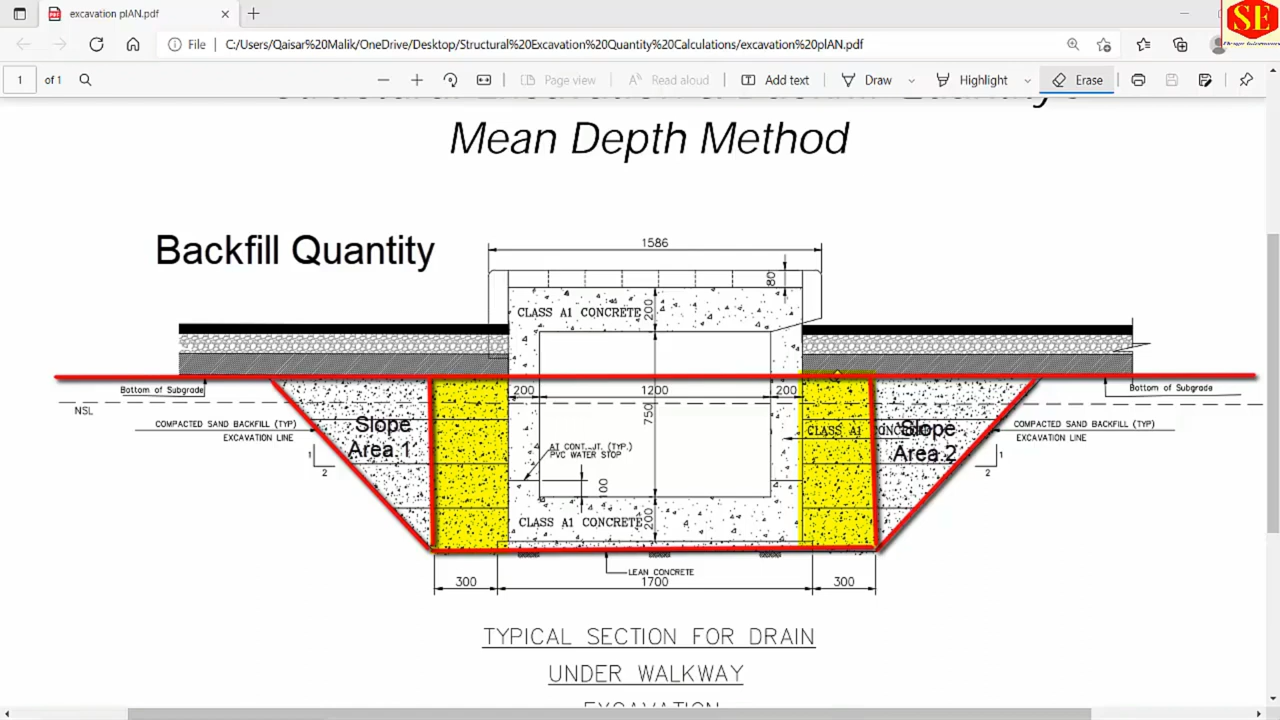 excavation plAN.pdf
SE
File
C:/Users/Qaisar%20Malik/OneDrive/Desktop/Structural%20Excavation%20Quantity%20Calculations/excavation%20plAN.pdf
1 of 1
Page view
Read aloud
Add text
Draw
Highlight
Erase
Mean Depth Method
Backfill Quantity
1586
80
CLASS A1 CONCRETE
200
Bottom of Subgrade
200
1200
200
Bottom of Subgrade
NSL
750
COMPACTED SAND BACKFILL (TYP)
EXCAVATION LINE
Slope
Area 1
CLASS A1 CONCRETE
Slope
Area 2
COMPACTED SAND BACKFILL (TYP)
EXCAVATION LINE
1
2
PVC WATER STOP
100
1
2
CLASS A1 CONCRETE
200
LEAN CONCRETE
300
1700
300
TYPICAL SECTION FOR DRAIN
UNDER WALKWAY
EXCAVATION